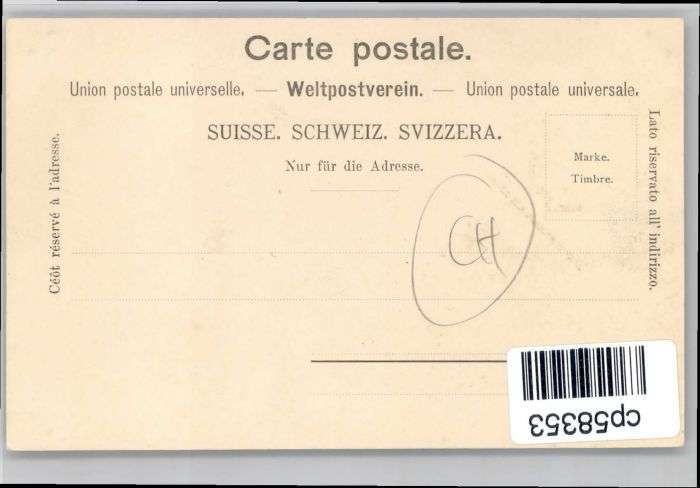 Carte postale.
Union postale universelle. — Weltpostverein. — Union postale universale.
SUISSE. SCHWEIZ. SVIZZERA.
Nur für die Adresse.
Marke.
Timbre.
Céôt réservé à l'adresse.
Lato riservato all' indirizzo.
CH
cp58353